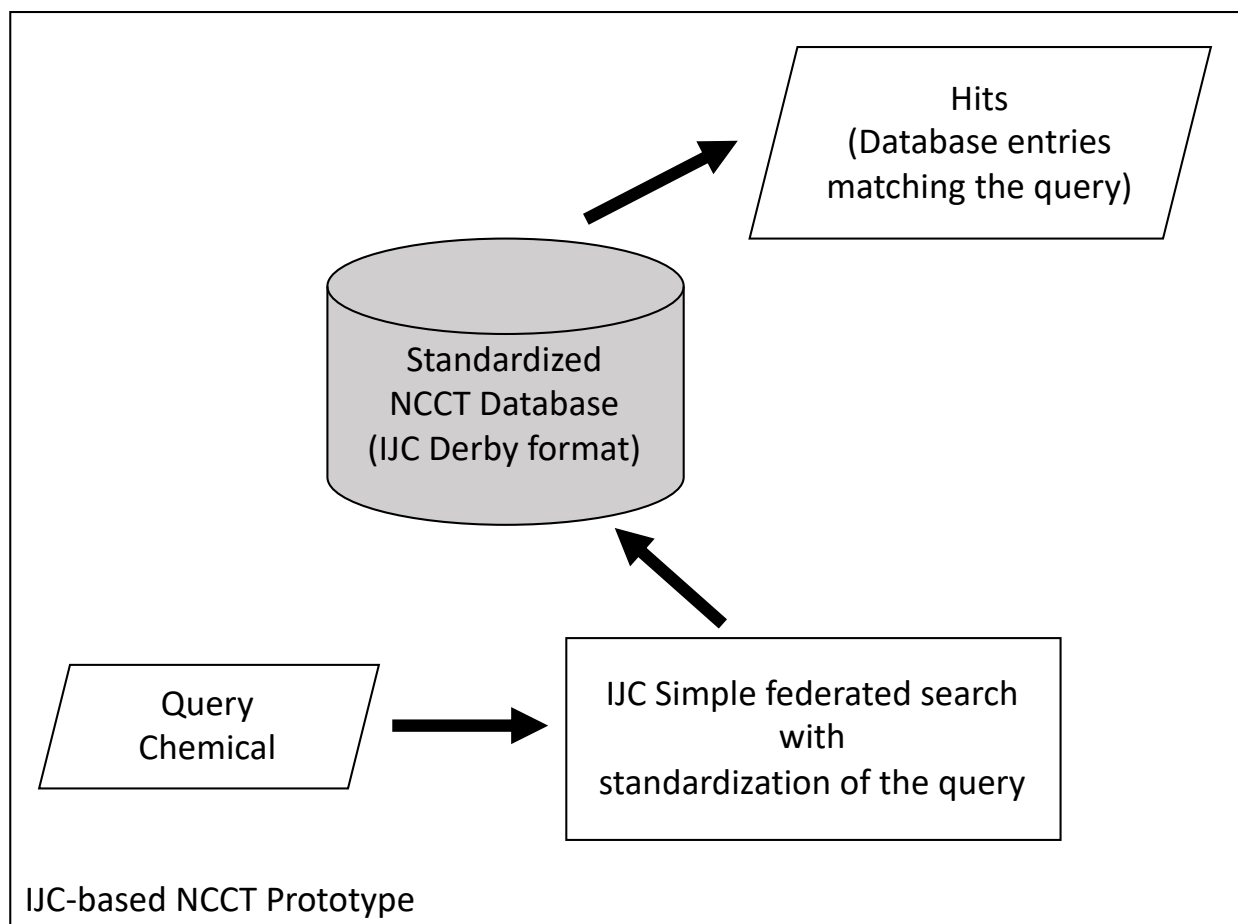 Hits
(Database entries
matching the query)
Standardized
NCCT Database
(IJC Derby format)
Query
Chemical
IJC Simple federated search
with
standardization of the query
IJC-based NCCT Prototype